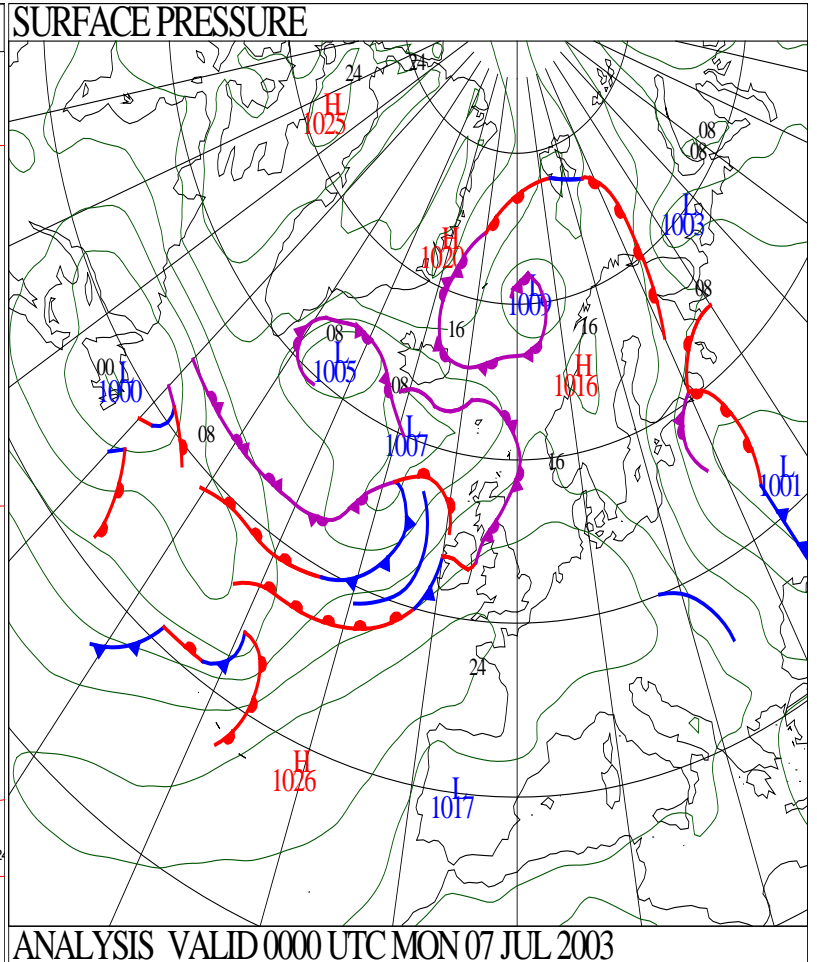 SURFACE PRESSURE
24
24
H
1025
08
08
L
1003
H
1020
08
L
1009
16
16
08
L
1005
H
1016
00
L
1000
08
08
L
1007
16
L
1001
24
H
1026
L
1017
ANALYSIS VALID 0000 UTC MON 07 JUL 2003